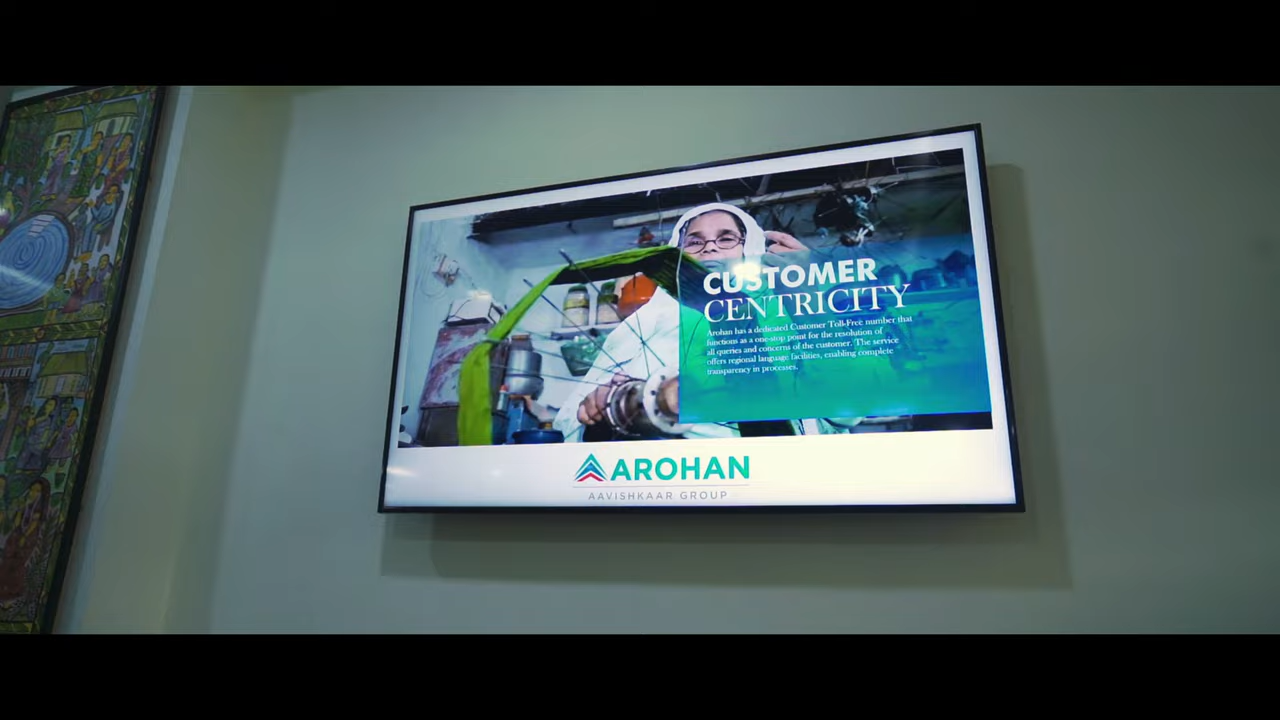 CUSTOMER
CENTRICITY
Arohan has a dedicated Customer Toll-Free number that
functions as a one-stop point for the resolution of
all queries and concerns of the customer. The service
offers regional language facilities, enabling complete
transparency in processes.
AROHAN
AAVISHKAAR GROUP